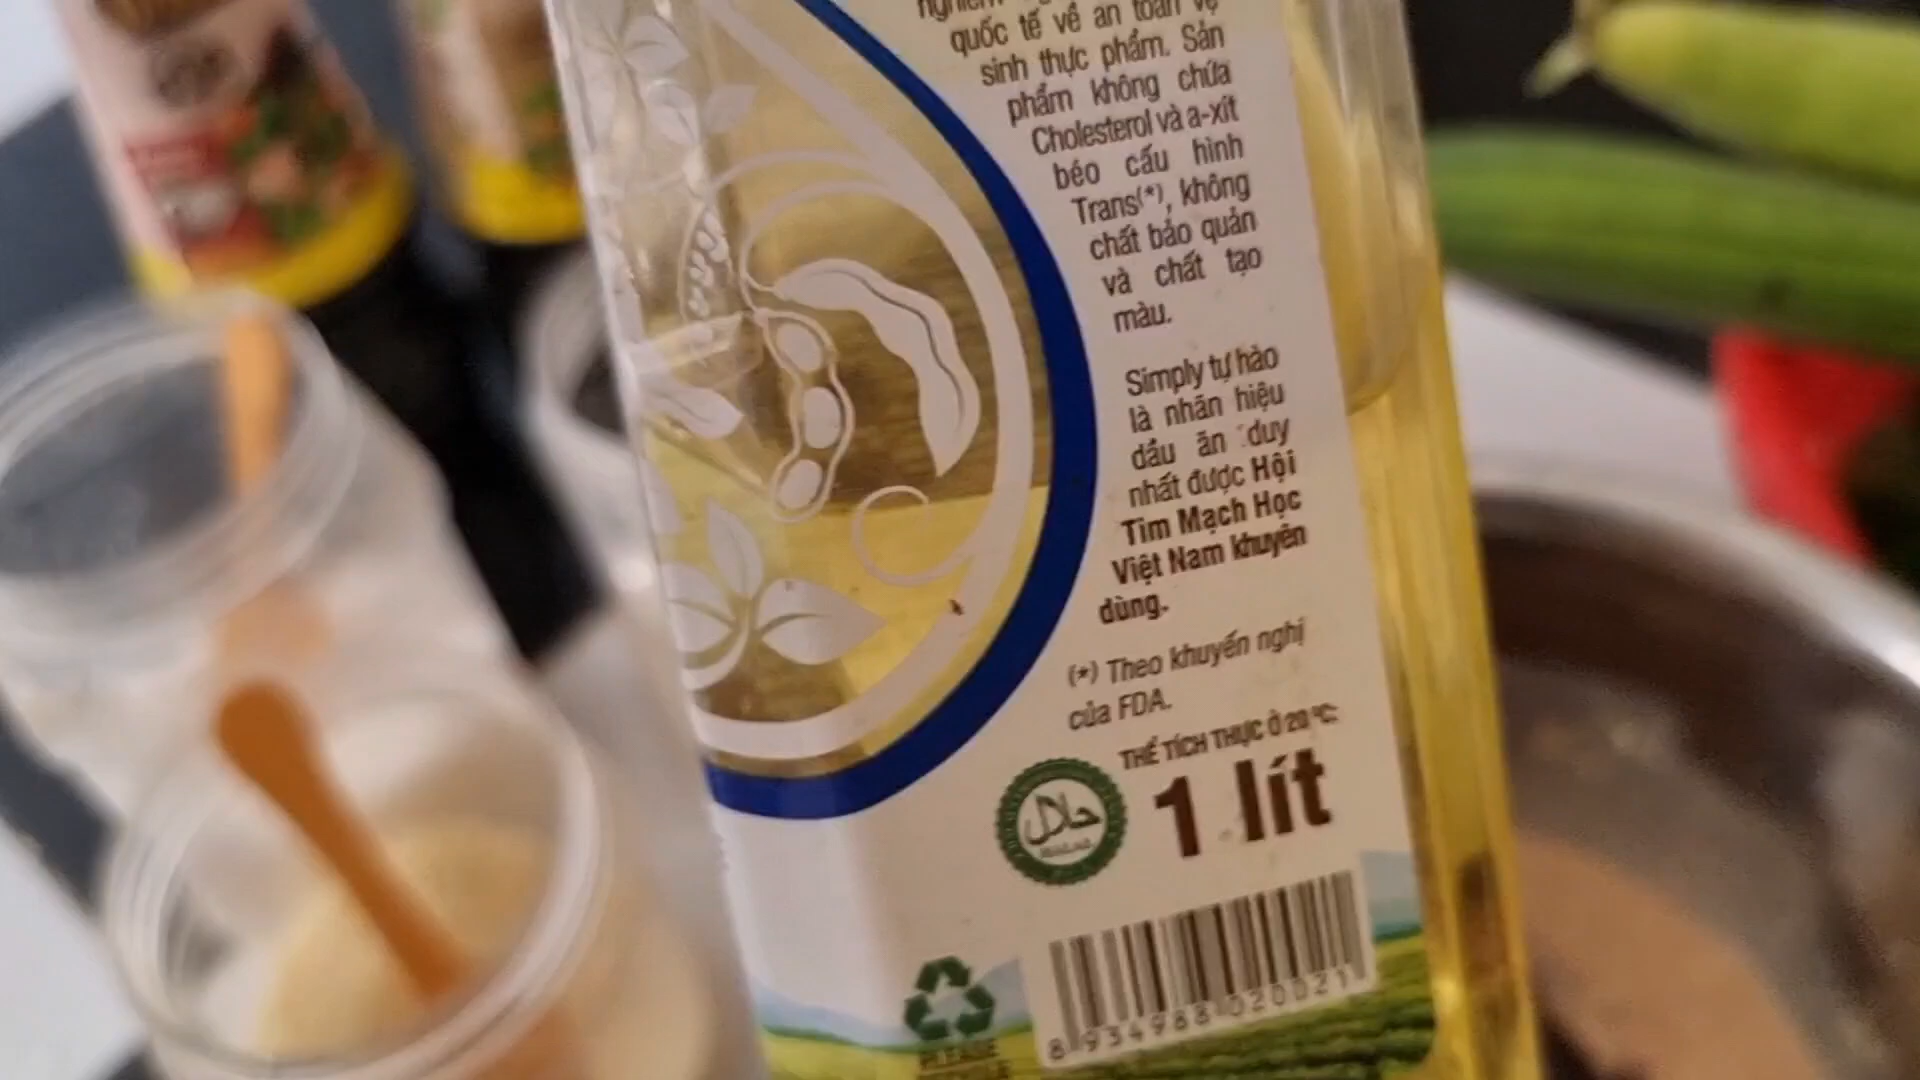 quốc tế về an toàn vệ
sinh thực phẩm. Sản
phẩm không chứa
Cholesterol và a-xít
béo cấu hình
Trans(*), không
chất bảo quản
và chất tạo
màu.
Simply tự hào
là nhãn hiệu
dầu ăn duy
nhất được Hội
Tim Mạch Học
Việt Nam khuyên
dùng.
(*) Theo khuyến nghị
của FDA.
THỂ TÍCH THỰC Ở 20 °C:
1 lít
حلال
8 934988 020021
PLEASE